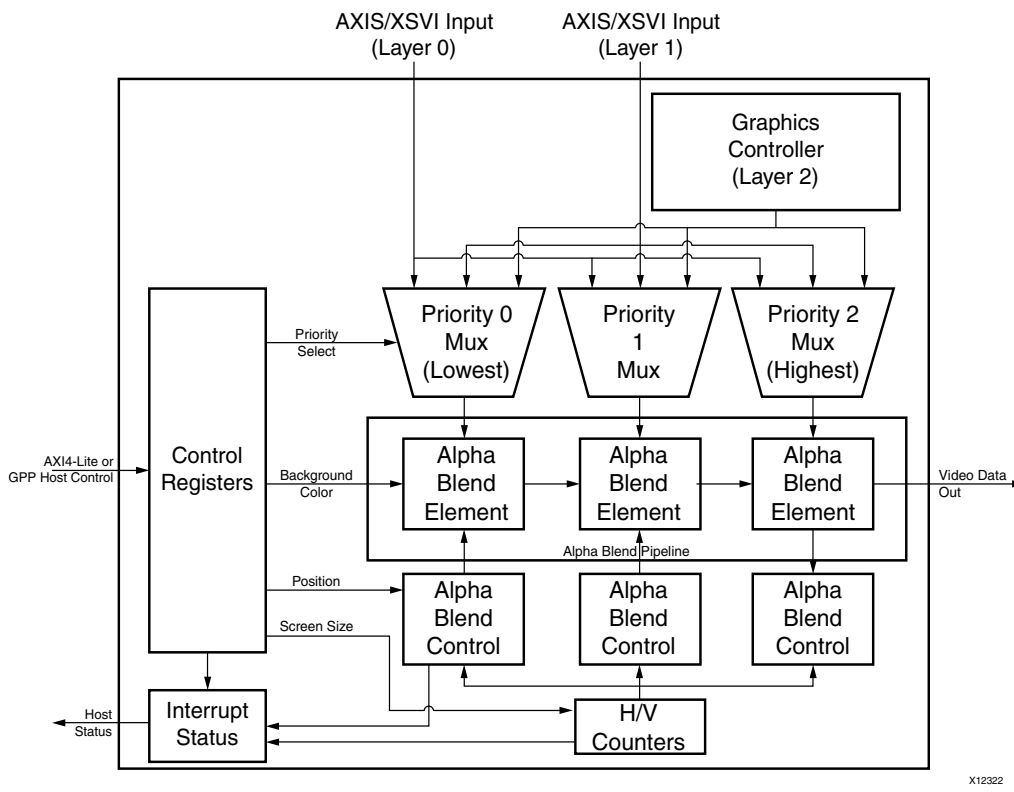 AXIS/XSVI Input
(Layer 0)
AXIS/XSVI Input
(Layer 1)
Graphics
Controller
(Layer 2)
Priority 0
Mux
(Lowest)
Priority
1
Mux
Priority 2
Mux
(Highest)
Priority
Select
AXI4-Lite or
GPP Host Control
Control
Registers
Background
Color
Alpha
Blend
Element
Alpha
Blend
Element
Alpha
Blend
Element
Video Data
Out
Alpha Blend Pipeline
Position
Screen Size
Alpha
Blend
Control
Alpha
Blend
Control
Alpha
Blend
Control
Host
Status
Interrupt
Status
H/V
Counters
X12322